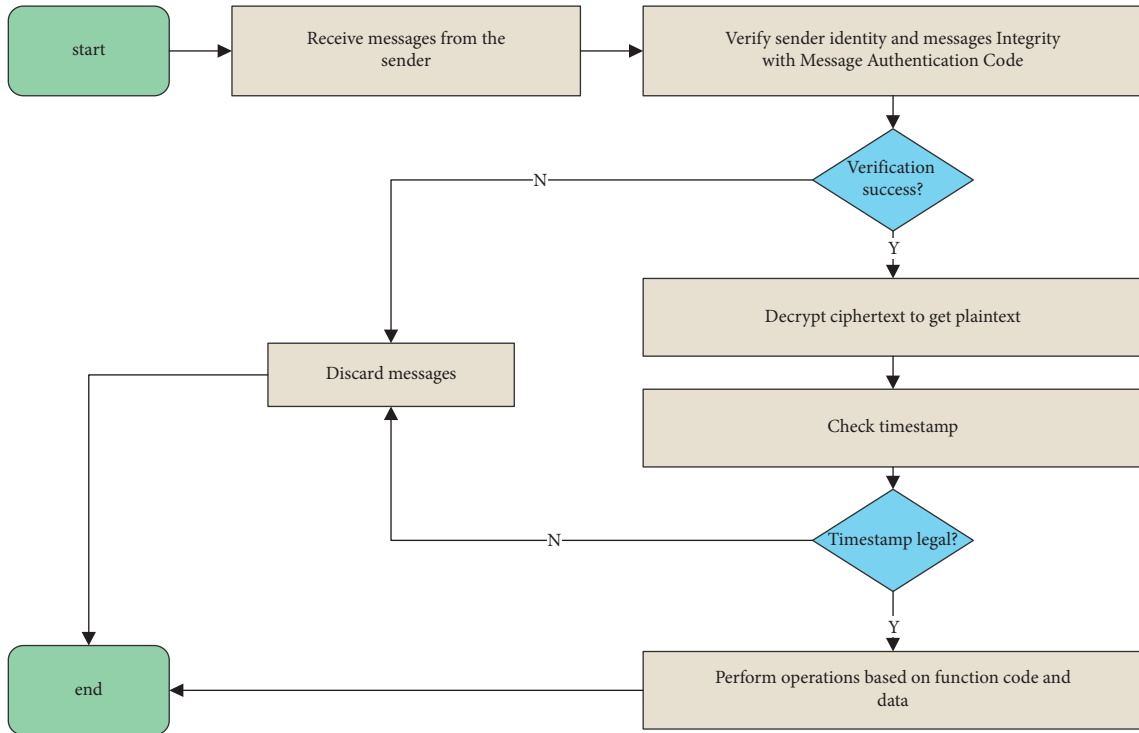 start
Receive messages from the
sender
Verify sender identity and messages Integrity
with Message Authentication Code
Verification
success?
N
Y
Decrypt ciphertext to get plaintext
Discard messages
Check timestamp
Timestamp legal?
N
Y
end
Perform operations based on function code and
data